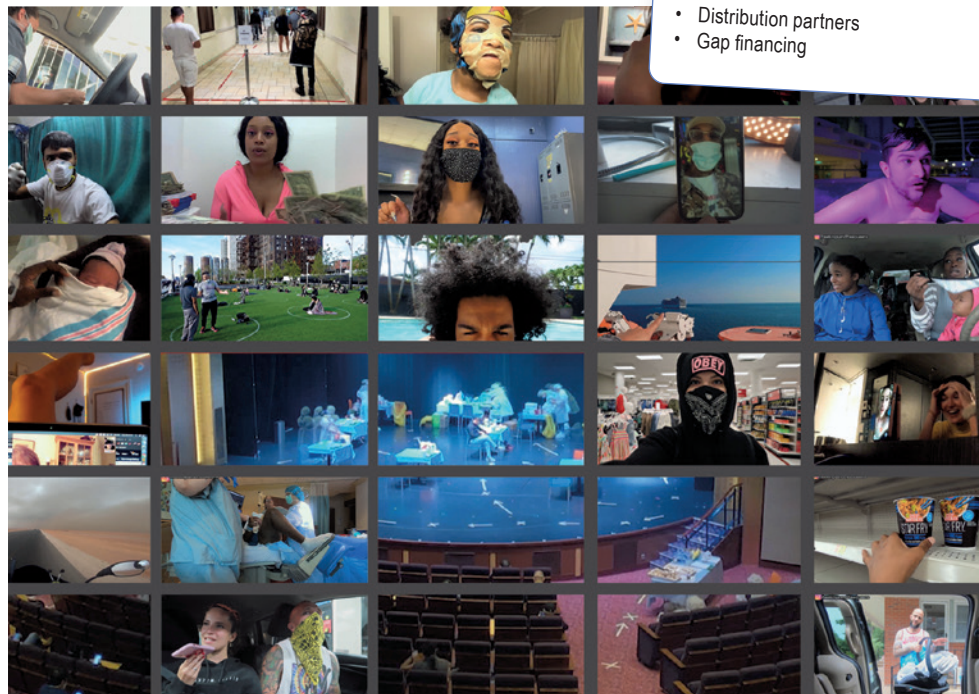 • Distribution partners
• Gap financing
OBEY
STIR FRY